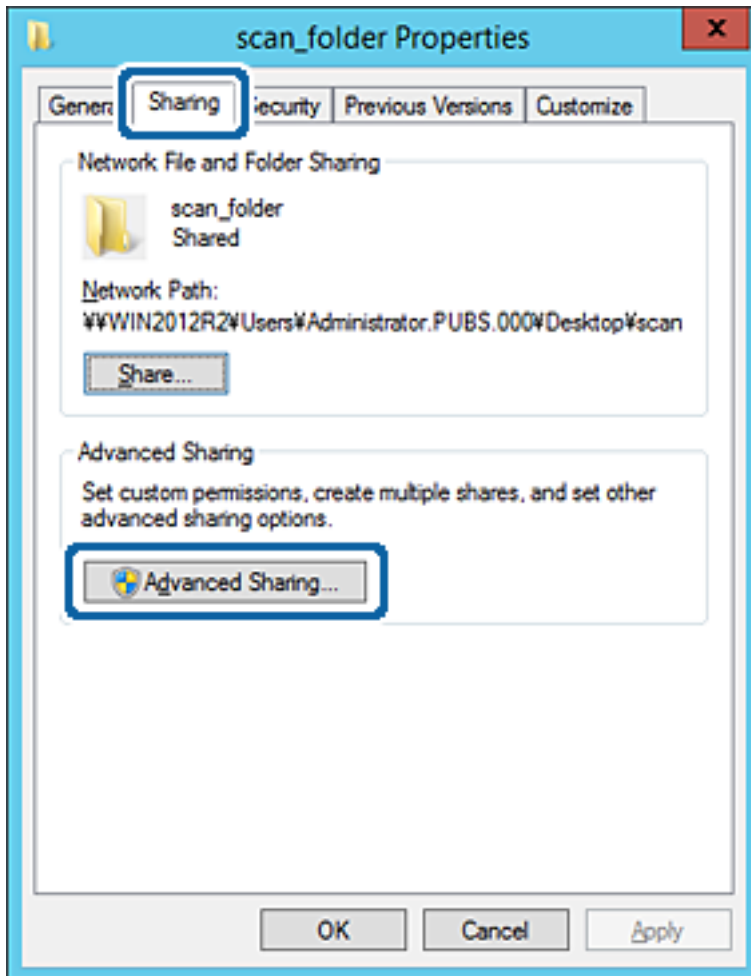 scan_folder Properties
x
Sharing
Previous Versions
Customize
Network File and Folder Sharing
scan_folder
Shared
Network Path:
¥¥WIN2012R2¥Users¥Administrator.PUBS.000¥Desktop¥scan
Share...
Advanced Sharing
Set custom permissions, create multiple shares, and set other
advanced sharing options.
Advanced Sharing...
OK
Cancel
Apply